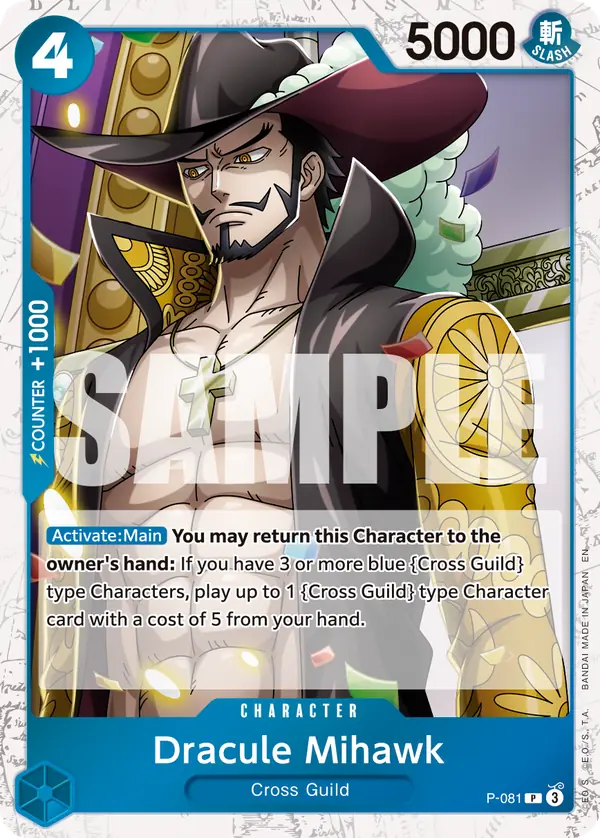 4
5000
斬
SLASH
COUNTER +1000
SAMPLE
Activate:Main You may return this Character to the
owner's hand: If you have 3 or more blue {Cross Guild}
type Characters, play up to 1 {Cross Guild} type Character
card with a cost of 5 from your hand.
CHARACTER
Dracule Mihawk
Cross Guild
P-081 P 3
BANDAI MADE IN JAPAN EN